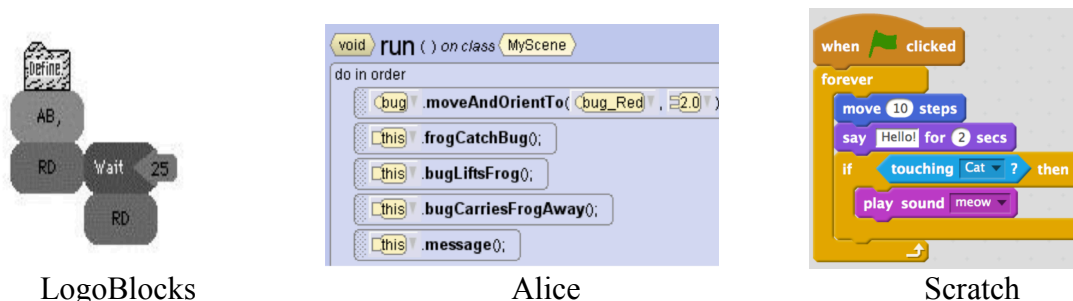 Define
AB,
RD Wait 25
RD
LogoBlocks
void run ( ) on class MyScene
do in order
bug .moveAndOrientTo( bug_Red , 2.0 )
this .frogCatchBug();
this .bugLiftsFrog();
this .bugCarriesFrogAway();
this .message();
Alice
when clicked
forever
move 10 steps
say Hello! for 2 secs
if touching Cat ? then
play sound meow
Scratch